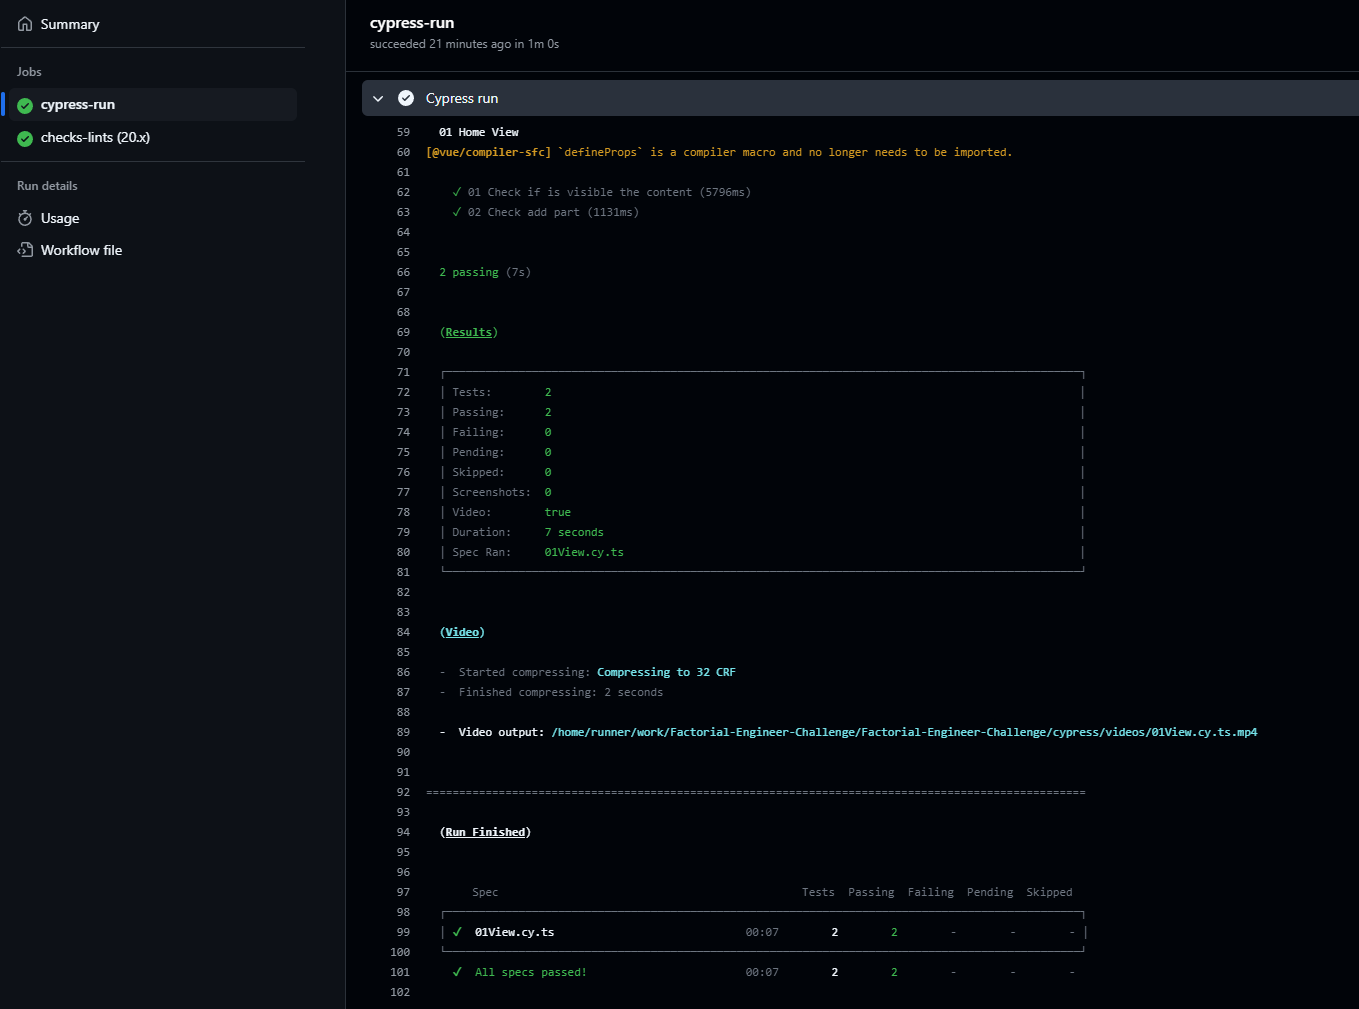 Summary
Jobs
cypress-run
checks-lints (20.x)
Run details
Usage
Workflow file
cypress-run
succeeded 21 minutes ago in 1m 0s
Cypress run
59 01 Home View
60 [@vue/compiler-sfc] `defineProps` is a compiler macro and no longer needs to be imported.
61
62 ✓ 01 Check if is visible the content (5796ms)
63 ✓ 02 Check add part (1131ms)
64
65
66 2 passing (7s)
67
68
69 (Results)
70
71
72 │ Tests: 2 │
73 │ Passing: 2 │
74 │ Failing: 0 │
75 │ Pending: 0 │
76 │ Skipped: 0 │
77 │ Screenshots: 0 │
78 │ Video: true │
79 │ Duration: 7 seconds │
80 │ Spec Ran: 01View.cy.ts │
81
82
83
84 (Video)
85
86 - Started compressing: Compressing to 32 CRF
87 - Finished compressing: 2 seconds
88
89 - Video output: /home/runner/work/Factorial-Engineer-Challenge/Factorial-Engineer-Challenge/cypress/videos/01View.cy.ts.mp4
90
91
92 ====================================================================================================
93
94 (Run Finished)
95
96
97 Spec Tests Passing Failing Pending Skipped
98
99 │ ✓ 01View.cy.ts 00:07 2 2 - - - │
100
101 ✓ All specs passed! 00:07 2 2 - - -
102